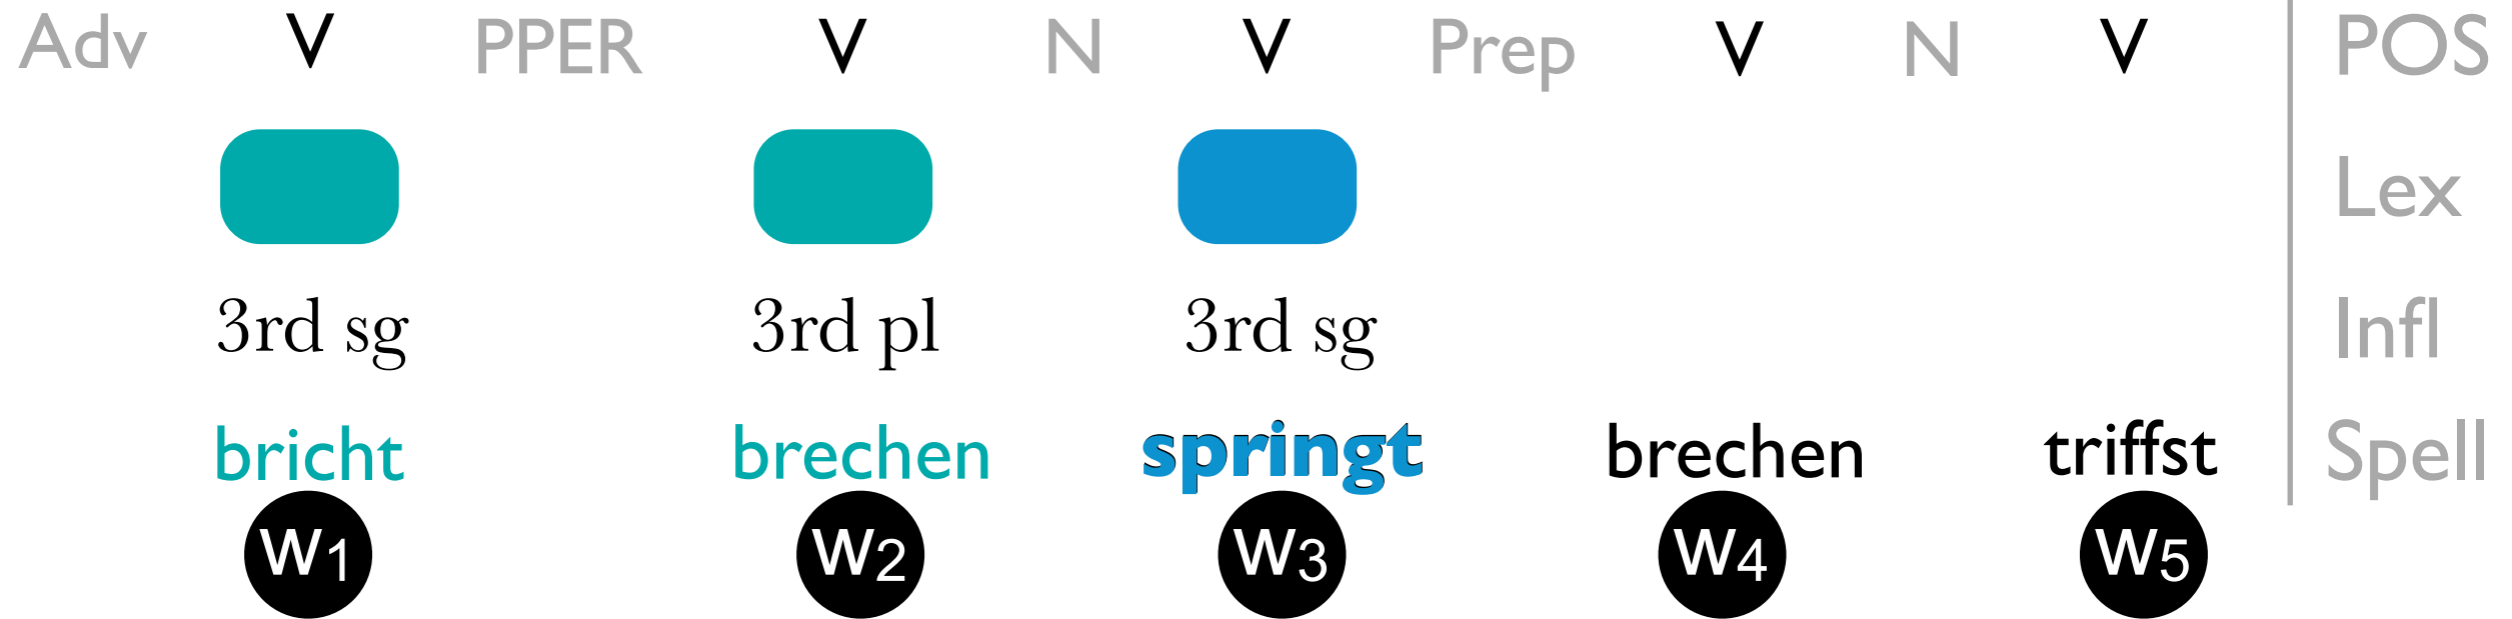 Adv V PPER V N V Prep V N V POS
Lex
3rd sg 3rd pl 3rd sg Infl
bricht brechen springt brechen triffst Spell
W1 W2 W3 W4 W5